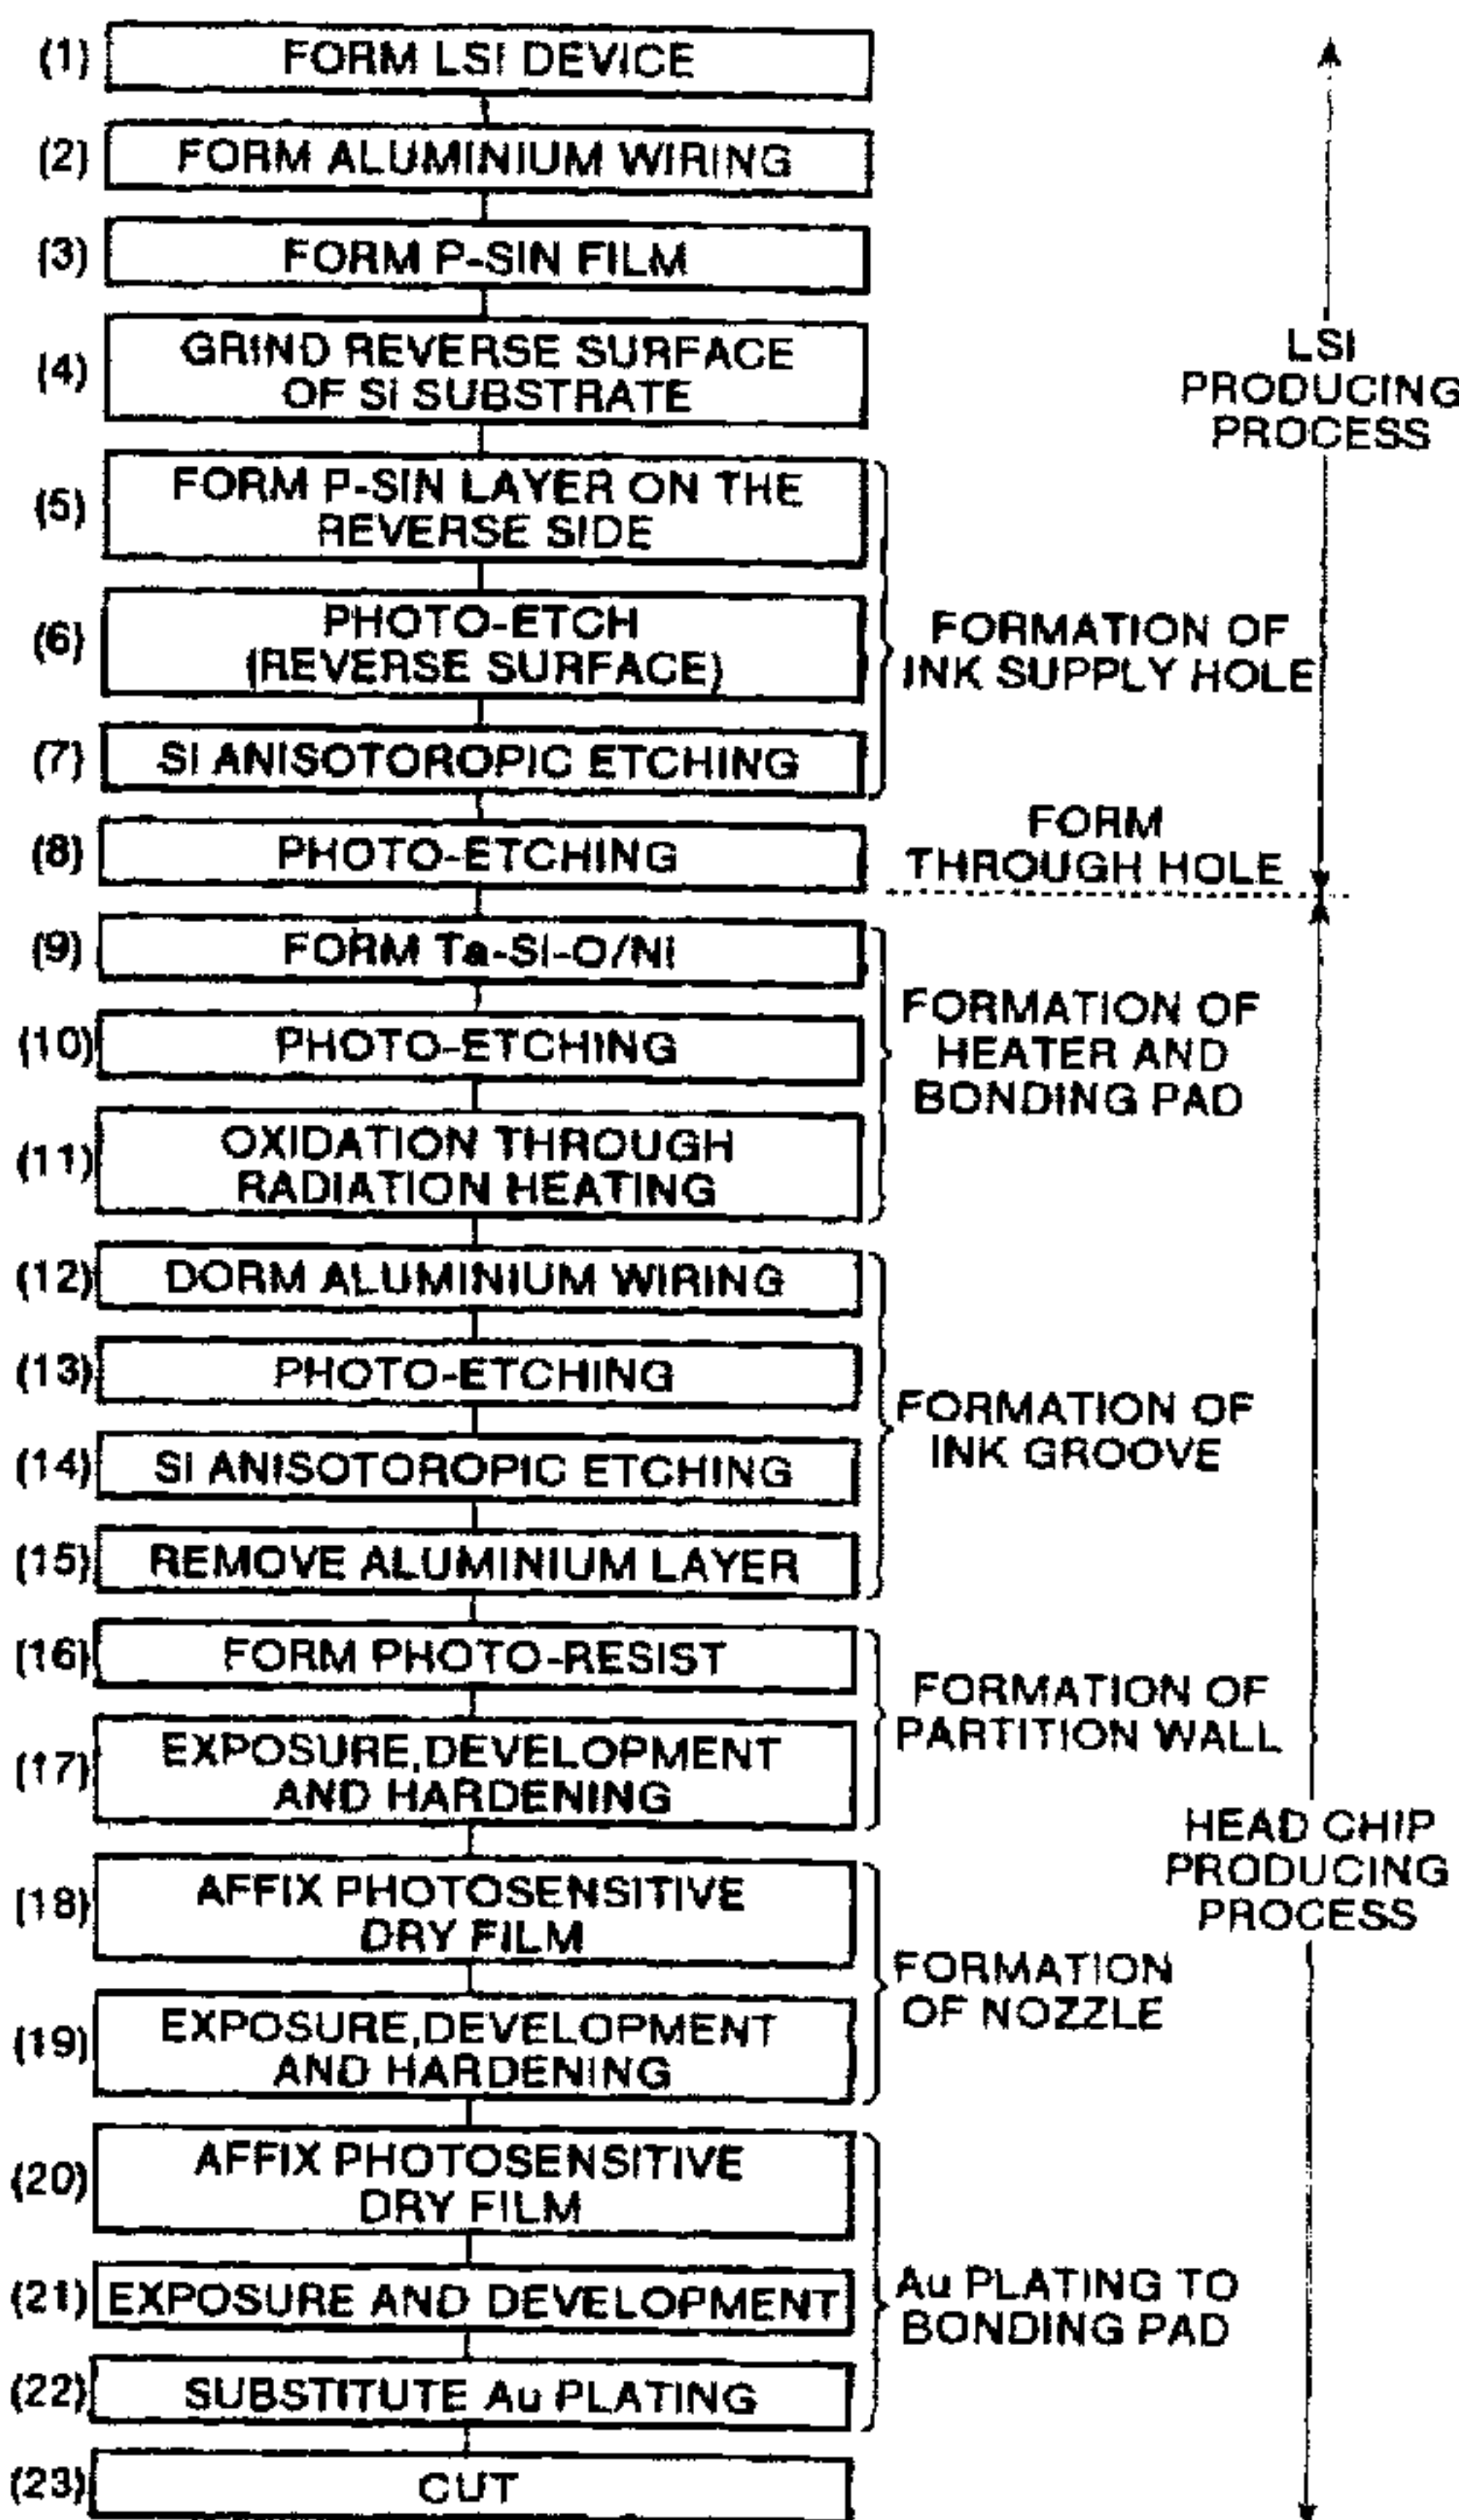 (1) FORM LSI DEVICE
(2) FORM ALUMINIUM WIRING
(3) FORM P-SIN FILM
(4) GRIND REVERSE SURFACE
OF Si SUBSTRATE
LSI
PRODUCING
PROCESS
(5) FORM P-SIN LAYER ON THE
REVERSE SIDE
(6) PHOTO-ETCH
(REVERSE SURFACE)
(7) Si ANISOTOROPIC ETCHING
FORMATION OF
INK SUPPLY HOLE
(8) PHOTO-ETCHING
FORM
THROUGH HOLE
(9) FORM Ta-Si-O/Ni
(10) PHOTO-ETCHING
(11) OXIDATION THROUGH
RADIATION HEATING
FORMATION OF
HEATER AND
BONDING PAD
(12) DORM ALUMINIUM WIRING
(13) PHOTO-ETCHING
(14) Si ANISOTOROPIC ETCHING
(15) REMOVE ALUMINIUM LAYER
FORMATION OF
INK GROOVE
(16) FORM PHOTO-RESIST
(17) EXPOSURE,DEVELOPMENT
AND HARDENING
FORMATION OF
PARTITION WALL
HEAD CHIP
PRODUCING
PROCESS
(18) AFFIX PHOTOSENSITIVE
DRY FILM
(19) EXPOSURE,DEVELOPMENT
AND HARDENING
FORMATION
OF NOZZLE
(20) AFFIX PHOTOSENSITIVE
DRY FILM
(21) EXPOSURE AND DEVELOPMENT
(22) SUBSTITUTE Au PLATING
Au PLATING TO
BONDING PAD
(23) CUT